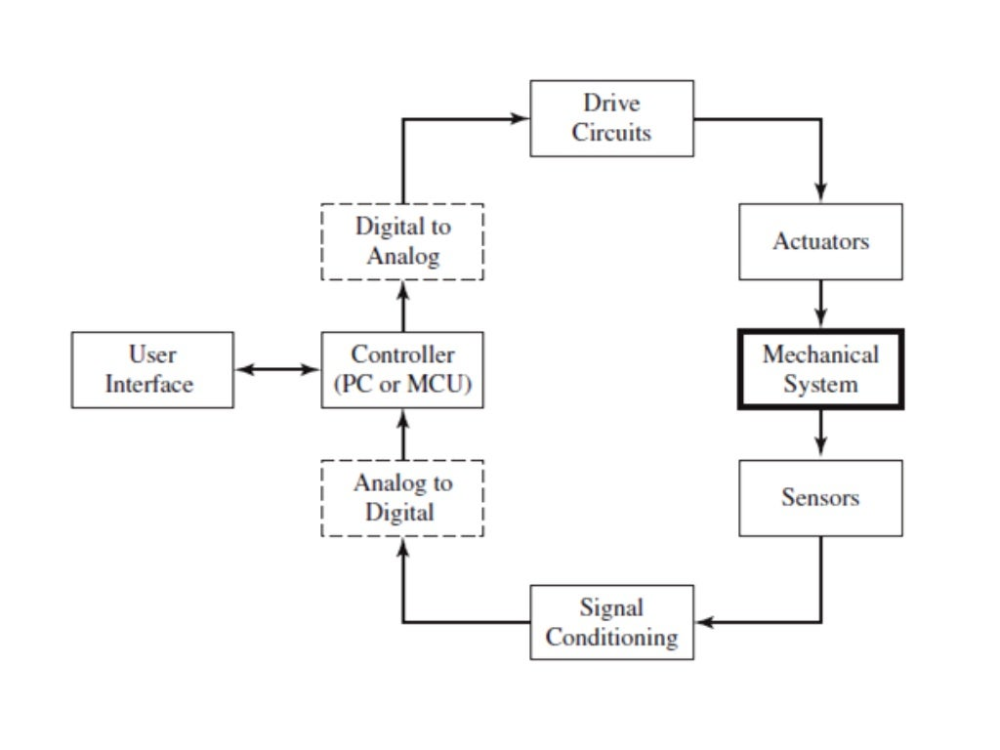 Drive
Circuits
Digital to
Analog
Actuators
User
Interface
Controller
(PC or MCU)
Mechanical
System
Analog to
Digital
Sensors
Signal
Conditioning